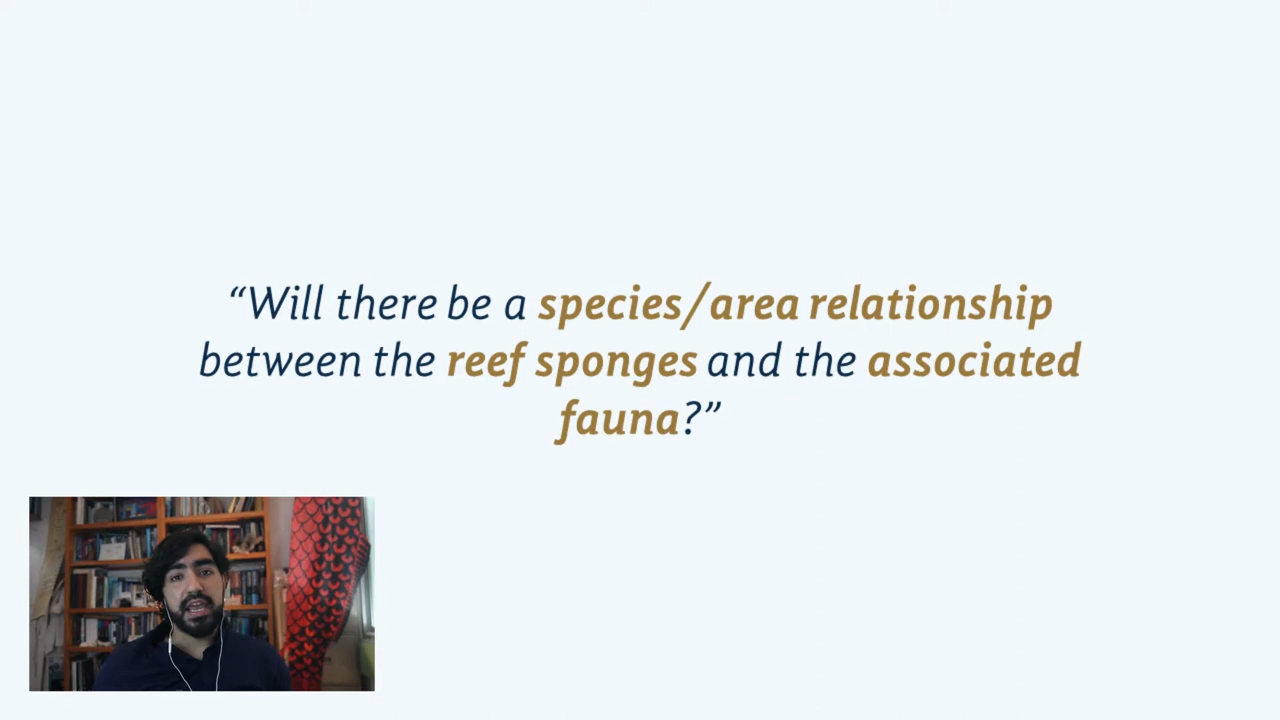 “Will there be a species/area relationship
between the reef sponges and the associated
fauna?”